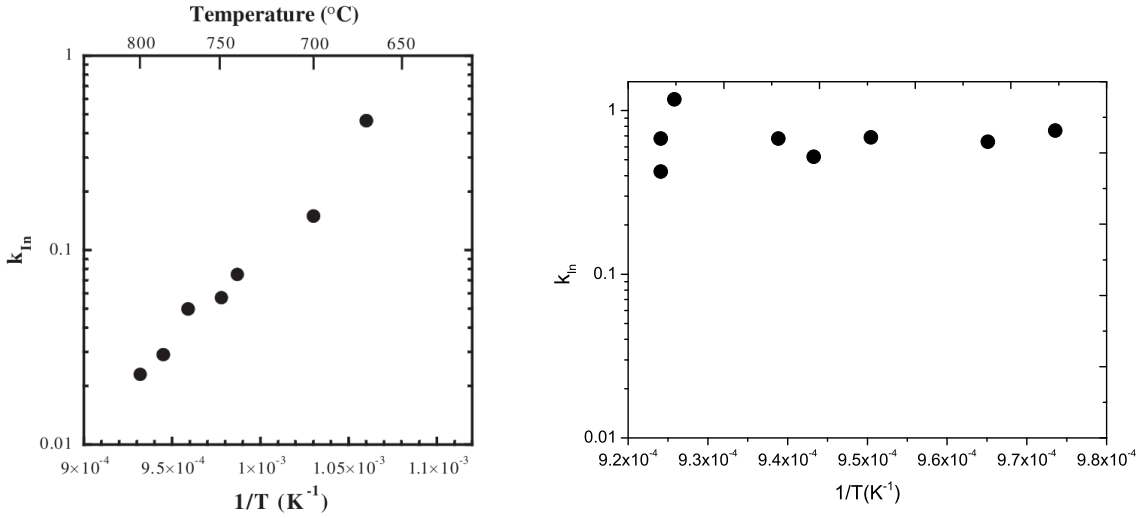 Temperature (°C)
800 750 700 650
1
0.1
0.01
k_In
9×10⁻⁴ 9.5×10⁻⁴ 1×10⁻³ 1.05×10⁻³ 1.1×10⁻³
1/T (K⁻¹)
1
0.1
0.01
k_In
9.2x10⁻⁴ 9.3x10⁻⁴ 9.4x10⁻⁴ 9.5x10⁻⁴ 9.6x10⁻⁴ 9.7x10⁻⁴ 9.8x10⁻⁴
1/T(K⁻¹)